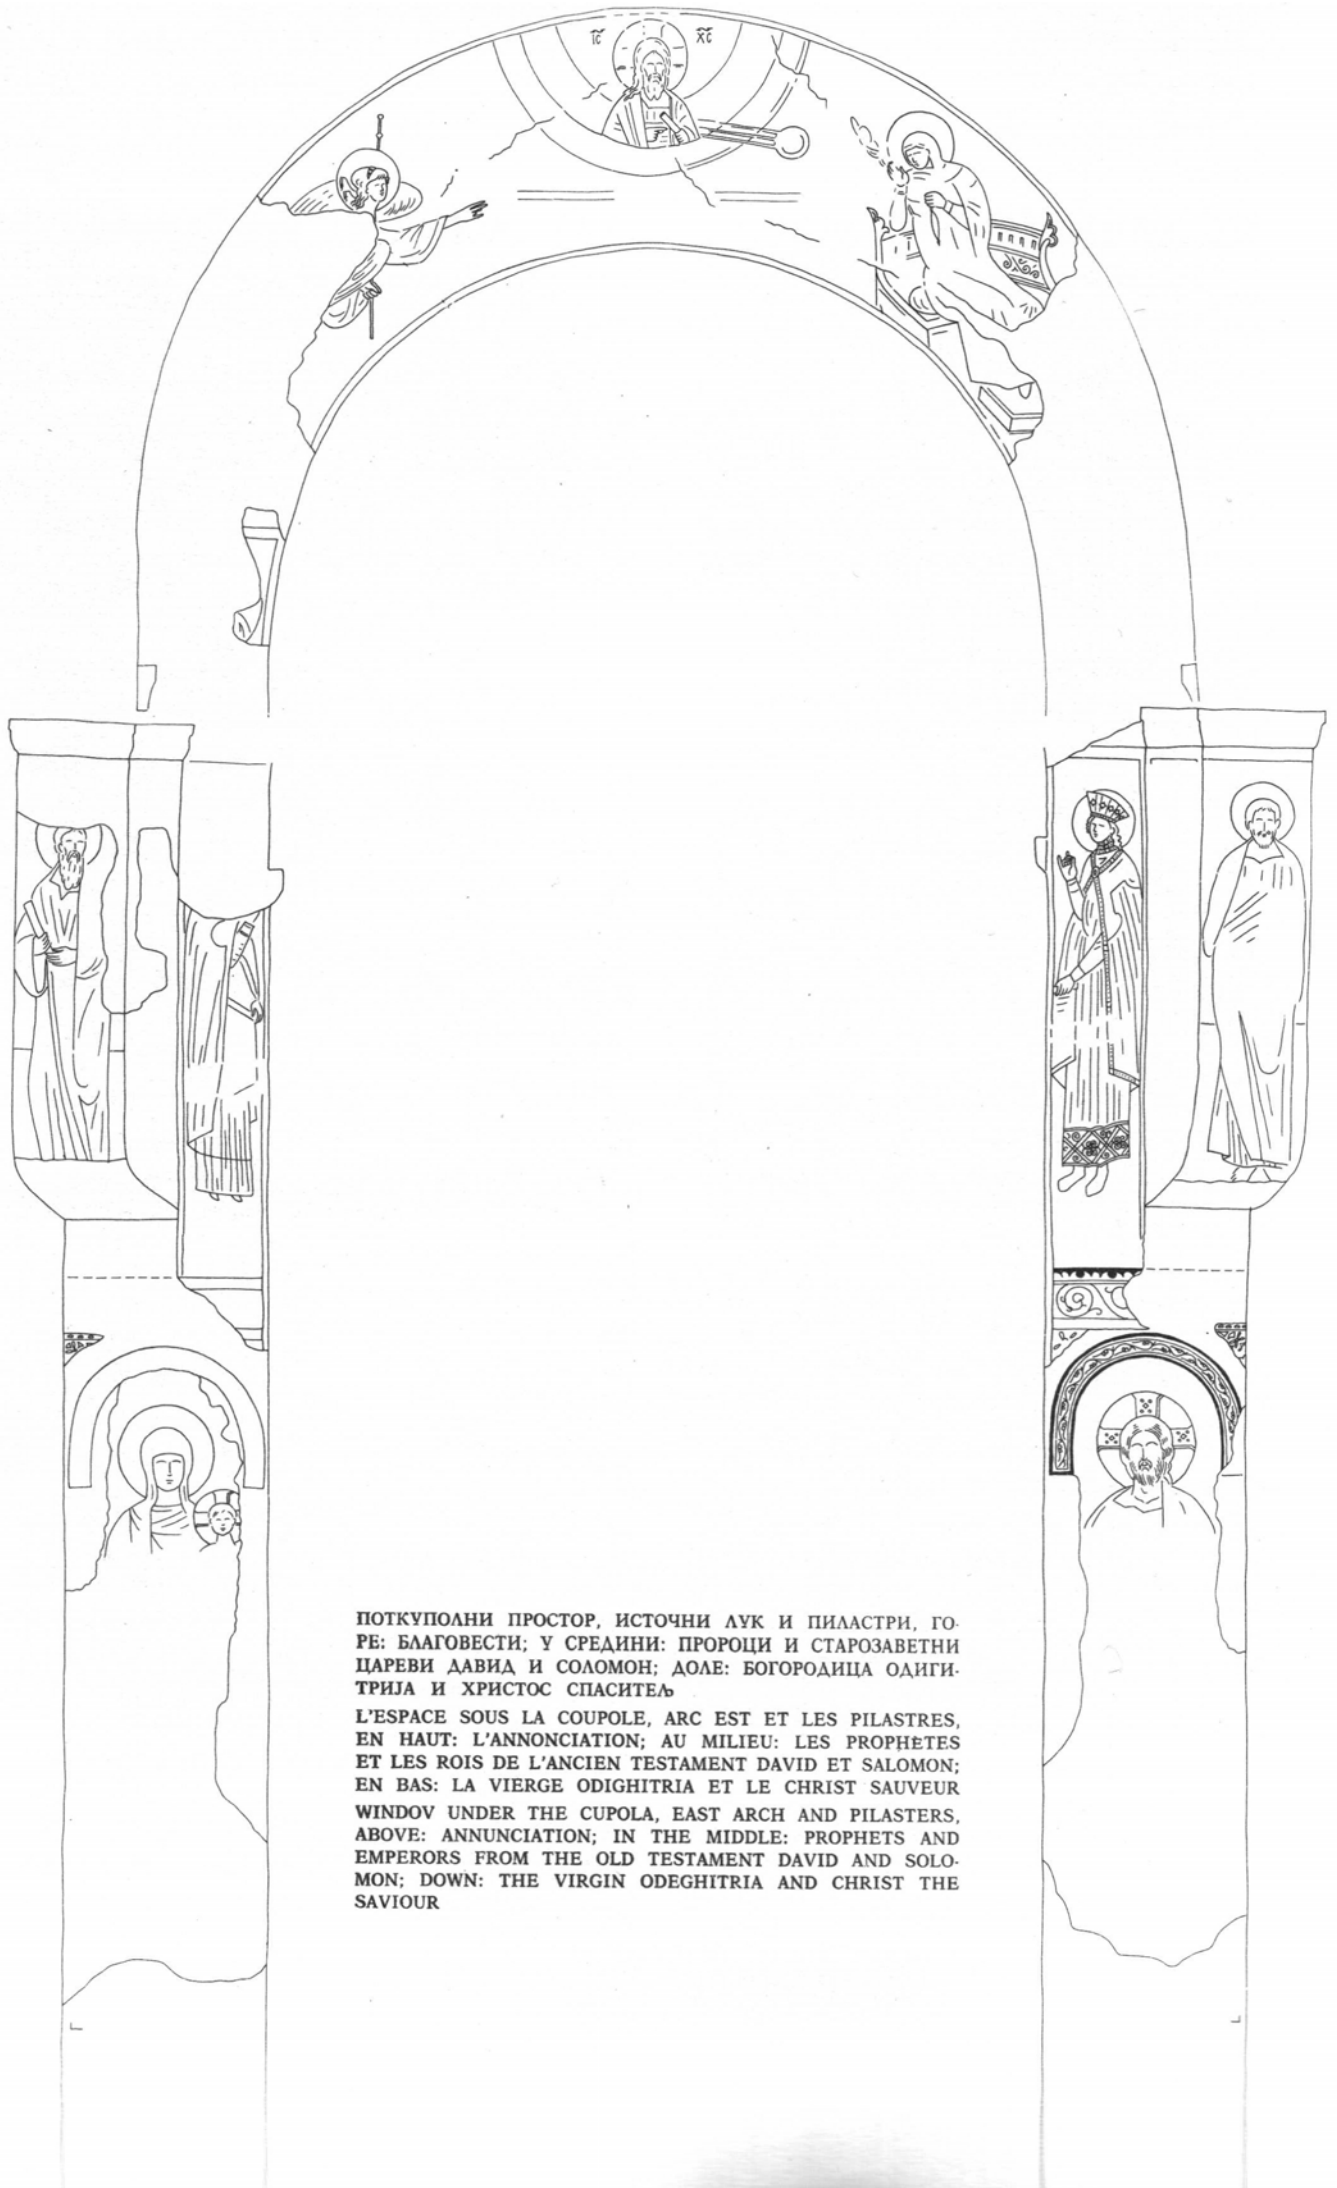 І͠С Х͠С
ПОТКУПОЛНИ ПРОСТОР, ИСТОЧНИ ЛУК И ПИЛАСТРИ, ГО-
РЕ: БЛАГОВЕСТИ; У СРЕДИНИ: ПРОРОЦИ И СТАРОЗАВЕТНИ
ЦАРЕВИ ДАВИД И СОЛОМОН; ДОЛЕ: БОГОРОДИЦА ОДИГИ-
ТРИЈА И ХРИСТОС СПАСИТЕЉ
L'ESPACE SOUS LA COUPOLE, ARC EST ET LES PILASTRES,
EN HAUT: L'ANNONCIATION; AU MILIEU: LES PROPHÈTES
ET LES ROIS DE L'ANCIEN TESTAMENT DAVID ET SALOMON;
EN BAS: LA VIERGE ODIGHITRIA ET LE CHRIST SAUVEUR
WINDOV UNDER THE CUPOLA, EAST ARCH AND PILASTERS,
ABOVE: ANNUNCIATION; IN THE MIDDLE: PROPHETS AND
EMPERORS FROM THE OLD TESTAMENT DAVID AND SOLO-
MON; DOWN: THE VIRGIN ODEGHITRIA AND CHRIST THE
SAVIOUR